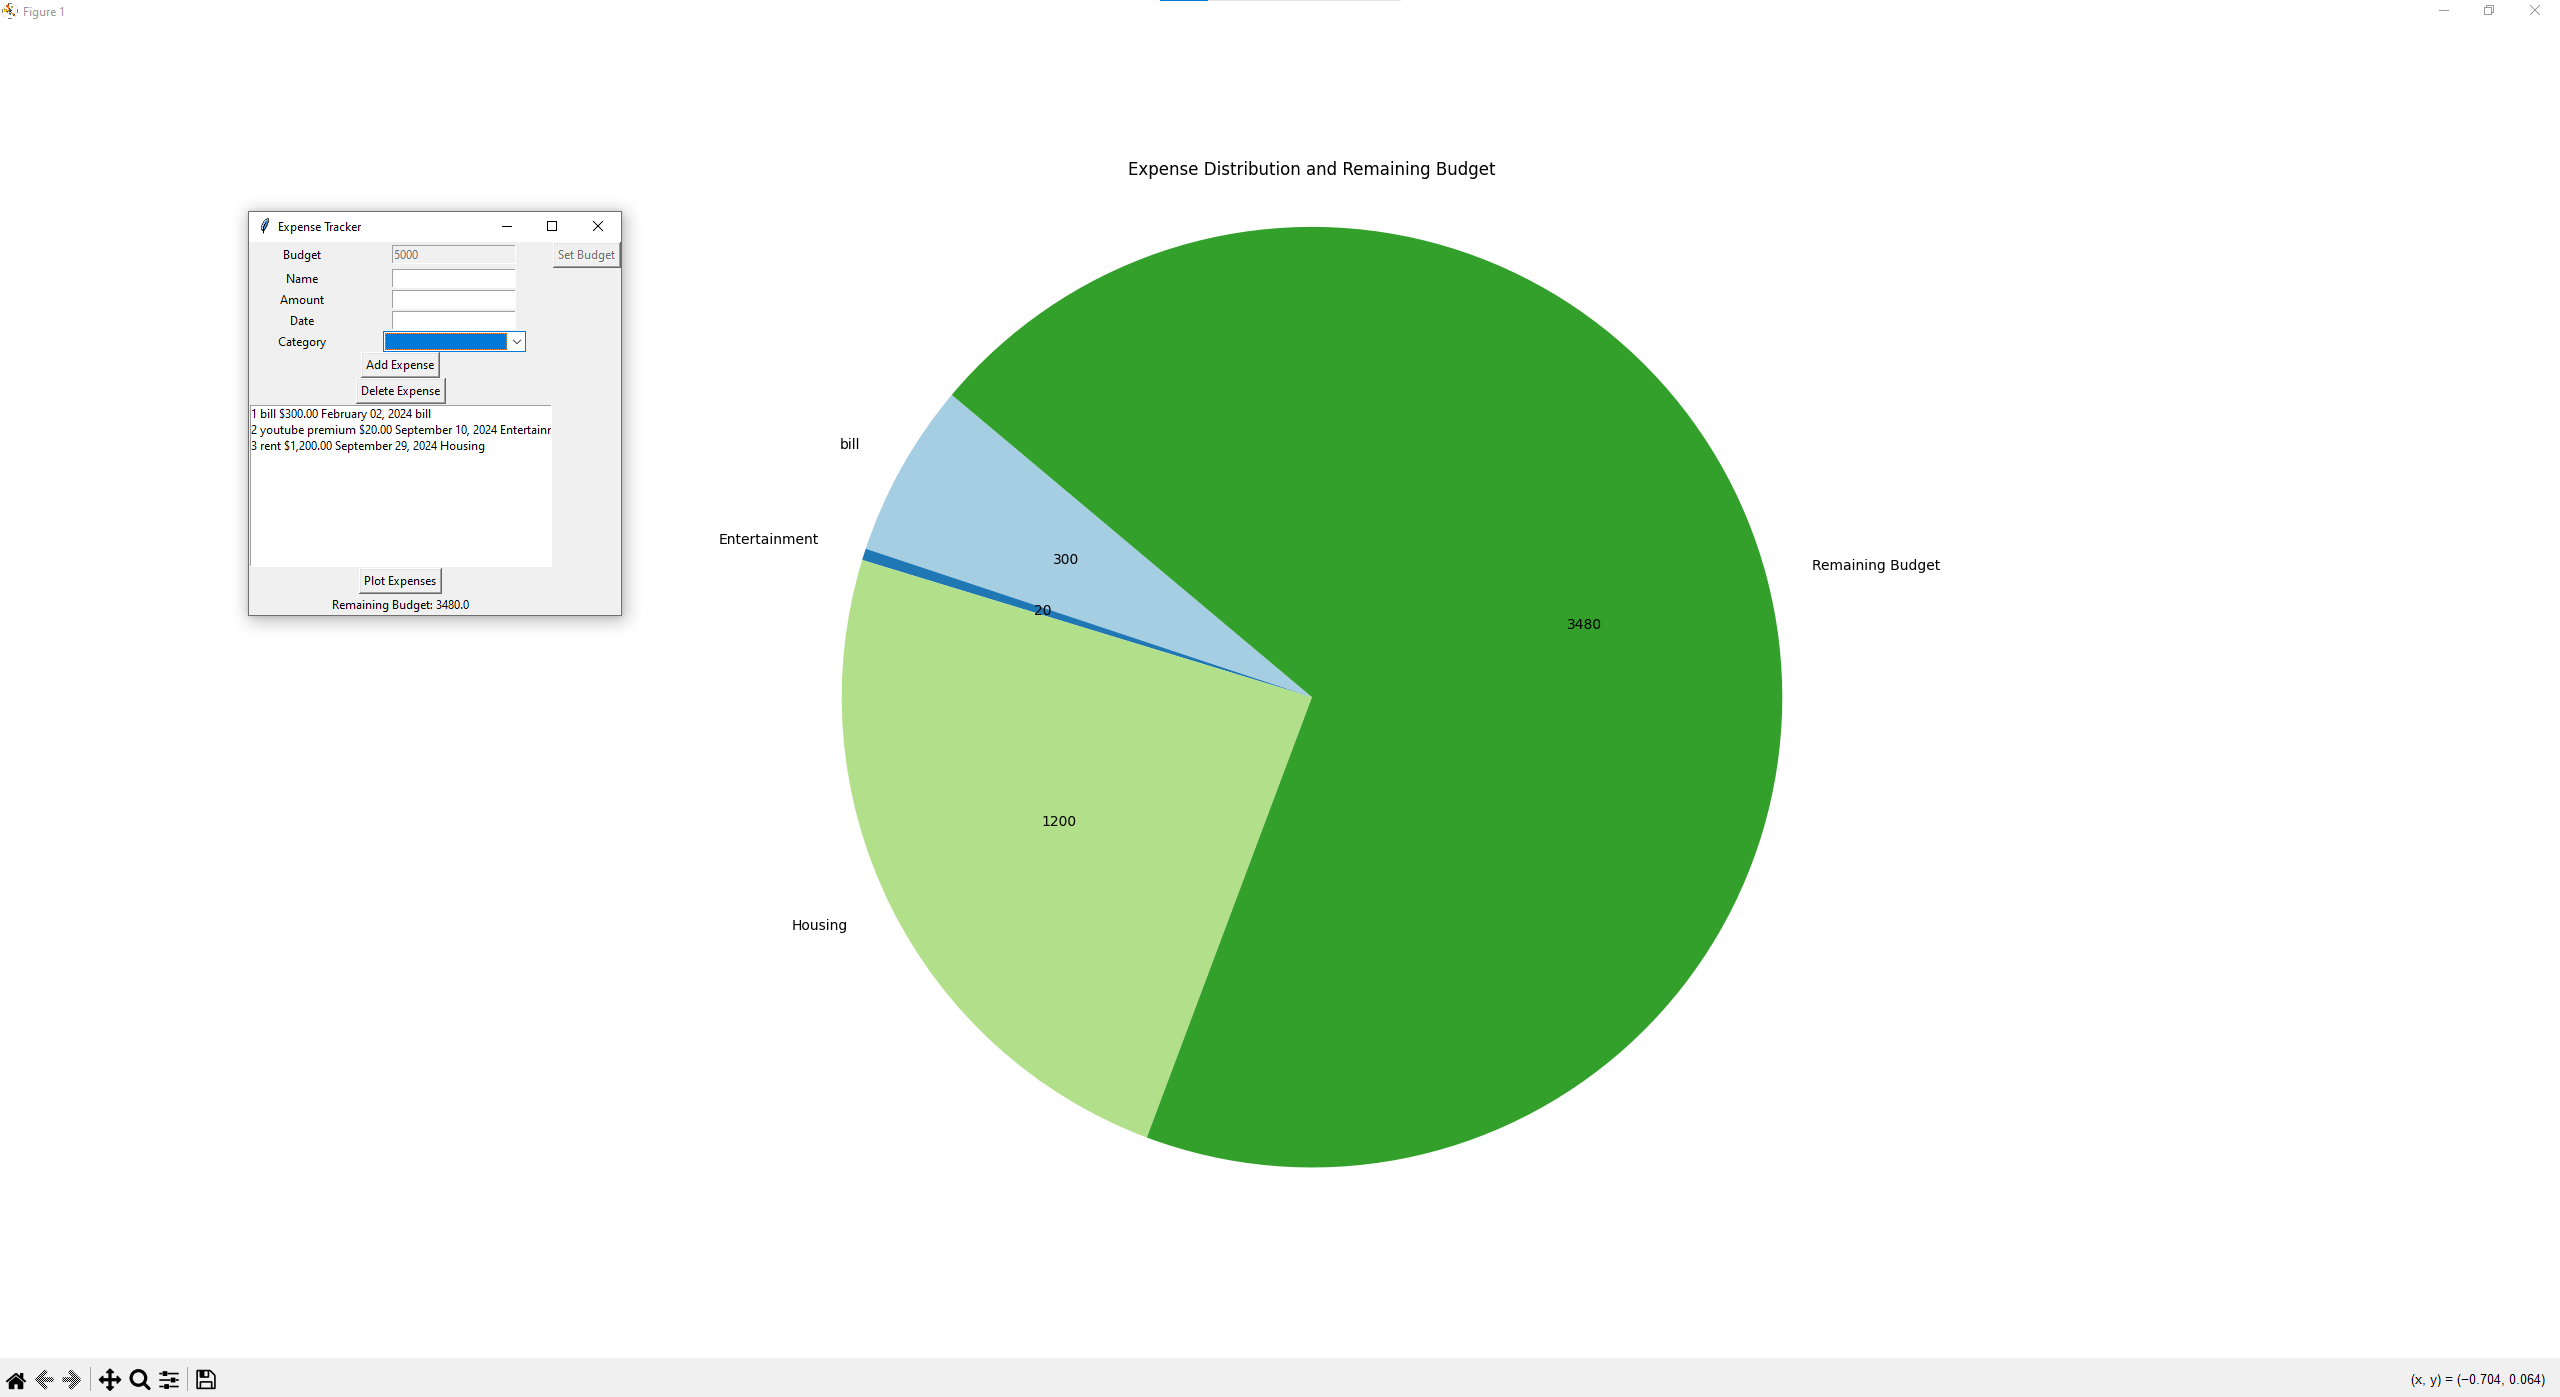 Figure 1
Expense Distribution and Remaining Budget
Expense Tracker
Budget 5000 Set Budget
Name
Amount
Date
Category
Add Expense
Delete Expense
1 bill $300.00 February 02, 2024 bill
2 youtube premium $20.00 September 10, 2024 Entertainr
3 rent $1,200.00 September 29, 2024 Housing
Plot Expenses
Remaining Budget: 3480.0
bill
Entertainment
300
Remaining Budget
20
3480
1200
Housing
(x, y) = (−0.704, 0.064)